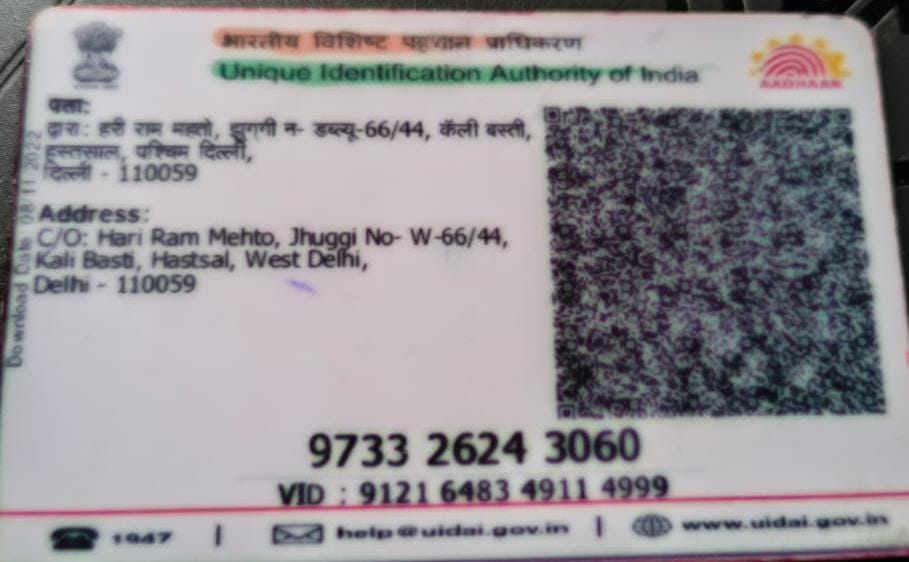 भारतीय विशिष्ट पहचान प्राधिकरण
Unique Identification Authority of India
AADHAAR
पता:
द्वारा: हरी राम महतो, झुग्गी न- डब्ल्यू-66/44, कॅली बस्ती,
हस्तसाल, पश्चिम दिल्ली,
दिल्ली - 110059
Address:
C/O: Hari Ram Mehto, Jhuggi No- W-66/44,
Kali Basti, Hastsal, West Delhi,
Delhi - 110059
Download Date: 08/11/2022
9733 2624 3060
VID : 9121 6483 4911 4999
1947 | help@uidai.gov.in | www.uidai.gov.in